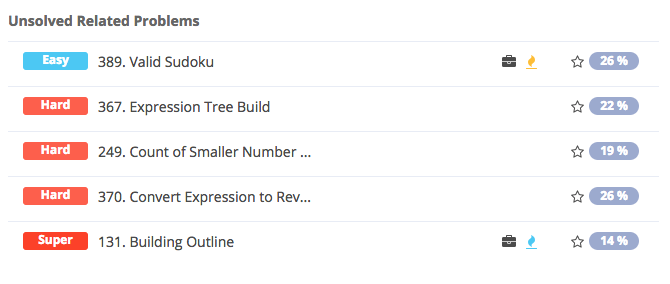 Unsolved Related Problems
Easy 389. Valid Sudoku 26 %
Hard 367. Expression Tree Build 22 %
Hard 249. Count of Smaller Number ... 19 %
Hard 370. Convert Expression to Rev... 26 %
Super 131. Building Outline 14 %